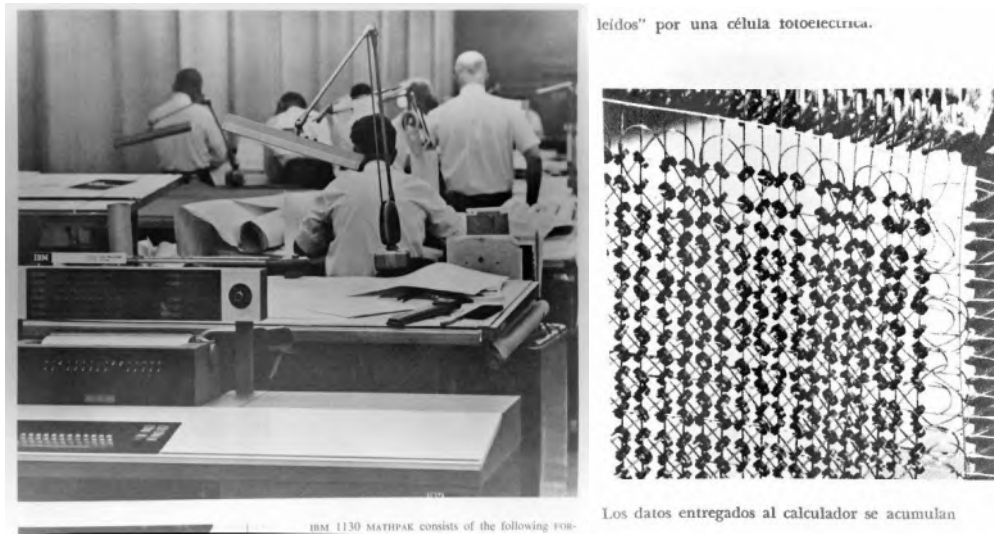 leídos" por una célula fotoeléctrica.
IBM
IBM 1130 MATHPAK consists of the following FOR-
Los datos entregados al calculador se acumulan